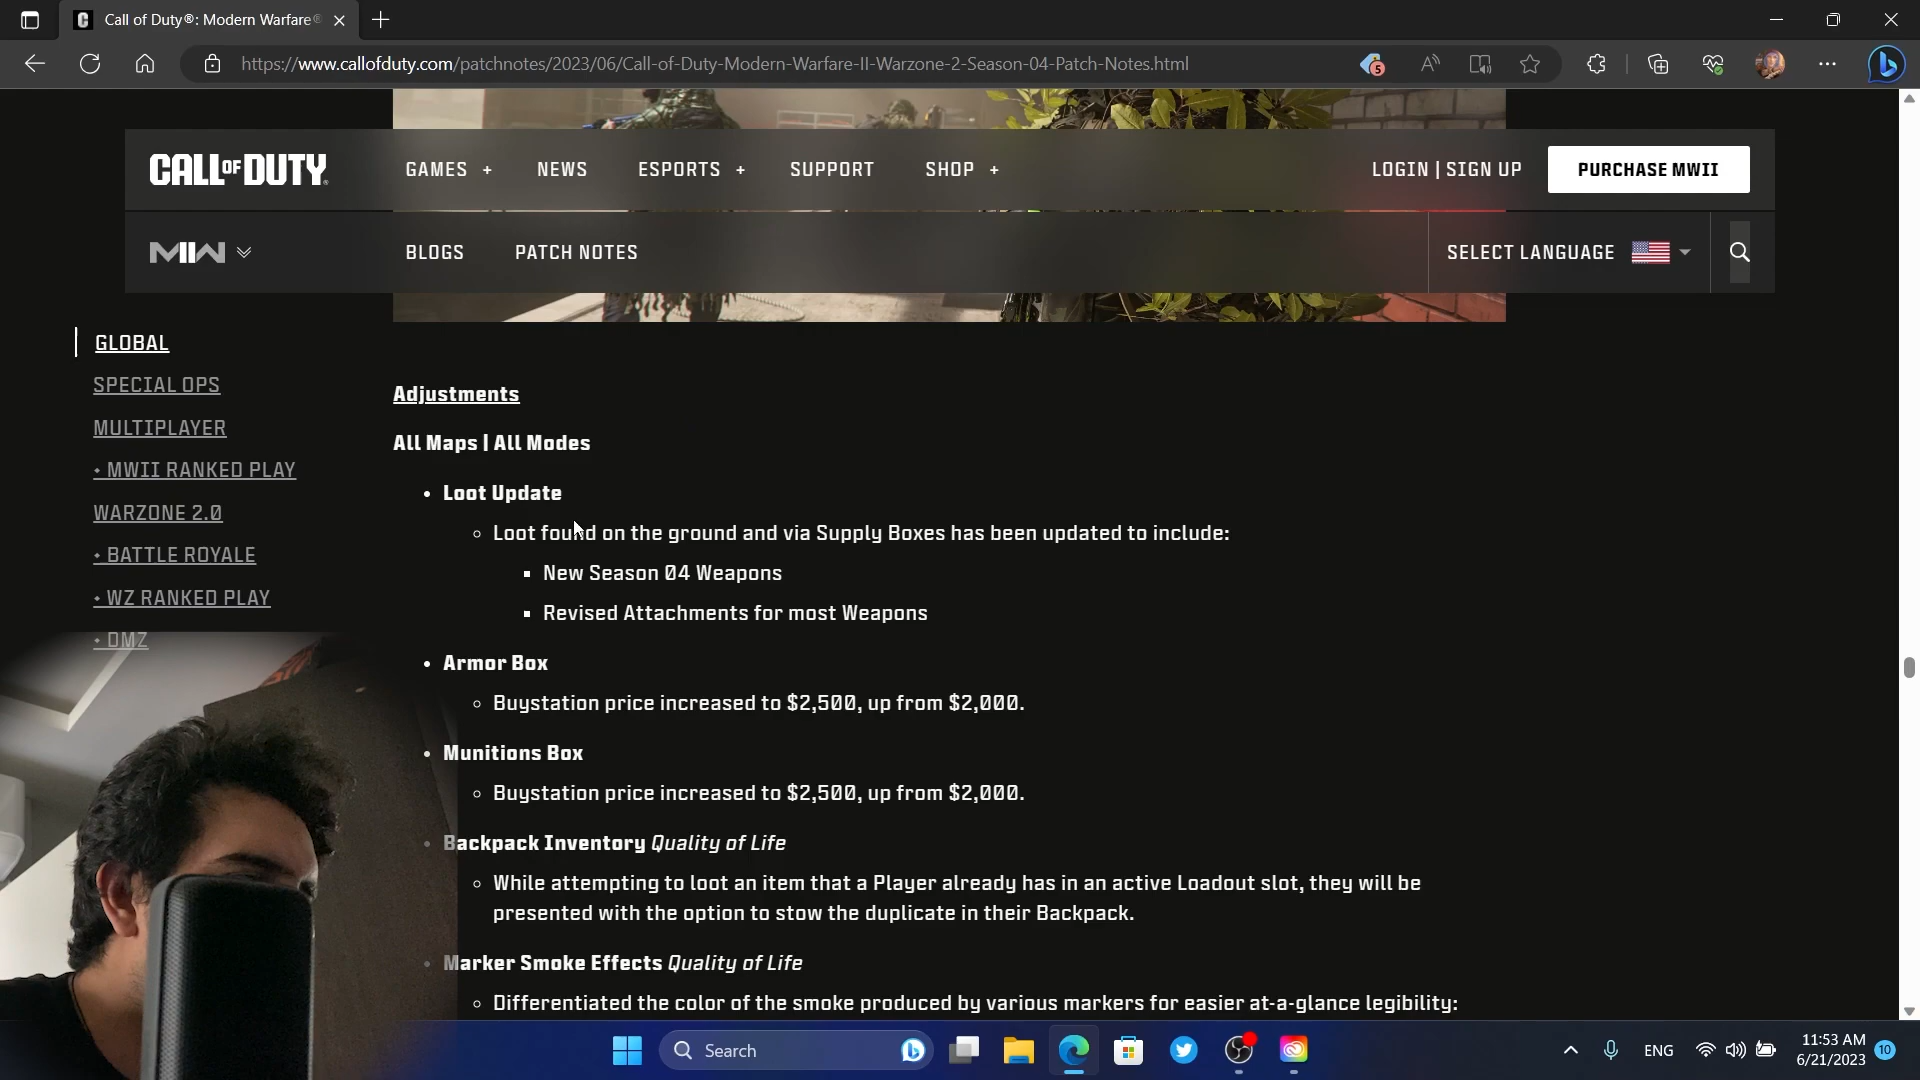 Call of Duty®: Modern Warfare®
https://www.callofduty.com/patchnotes/2023/06/Call-of-Duty-Modern-Warfare-II-Warzone-2-Season-04-Patch-Notes.html
5
CALL OF DUTY®
GAMES +
NEWS
ESPORTS +
SUPPORT
SHOP +
LOGIN | SIGN UP
PURCHASE MWII
MWII
BLOGS
PATCH NOTES
SELECT LANGUAGE
GLOBAL
SPECIAL OPS
MULTIPLAYER
• MWII RANKED PLAY
WARZONE 2.0
• BATTLE ROYALE
• WZ RANKED PLAY
• DMZ
Adjustments
All Maps | All Modes
• Loot Update
Loot found on the ground and via Supply Boxes has been updated to include:
New Season 04 Weapons
Revised Attachments for most Weapons
• Armor Box
Buystation price increased to $2,500, up from $2,000.
• Munitions Box
Buystation price increased to $2,500, up from $2,000.
• Backpack Inventory Quality of Life
While attempting to loot an item that a Player already has in an active Loadout slot, they will be
presented with the option to stow the duplicate in their Backpack.
• Marker Smoke Effects Quality of Life
Differentiated the color of the smoke produced by various markers for easier at-a-glance legibility:
Search
ENG
11:53 AM
6/21/2023
10